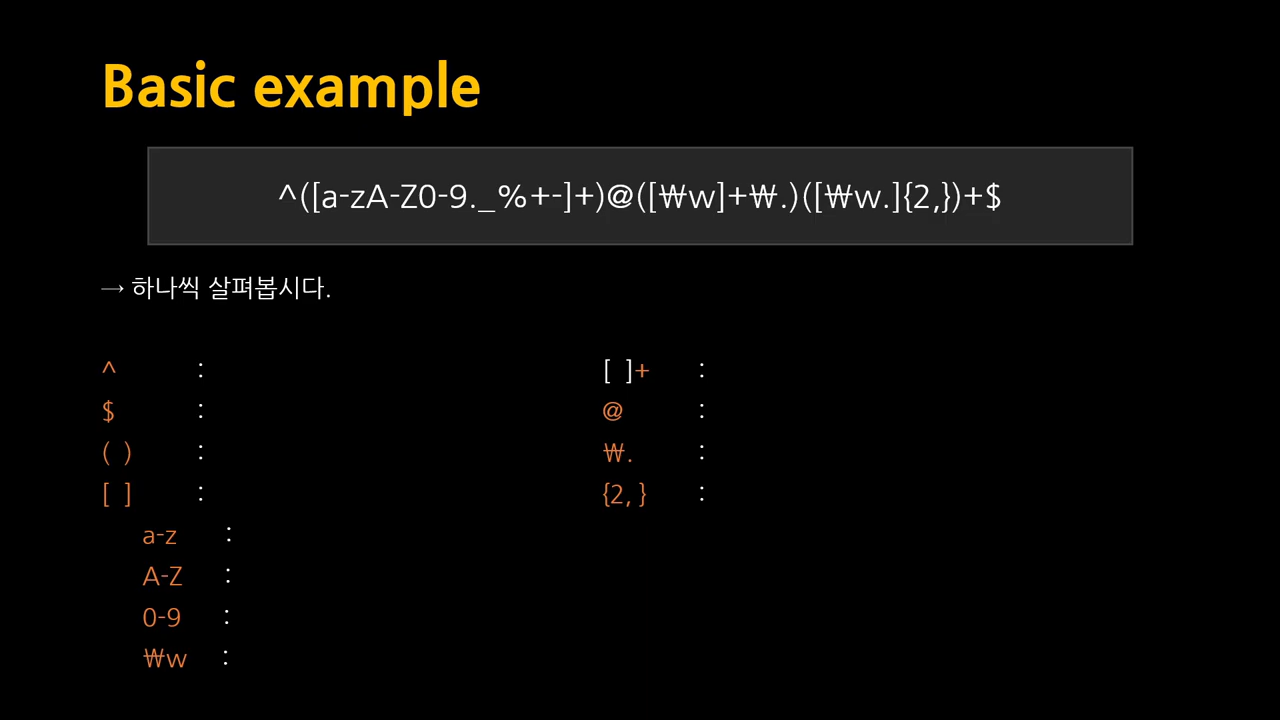 Basic example
^([a-zA-Z0-9._%+-]+)@([₩w]+₩.)([₩w.]{2,})+$
→ 하나씩 살펴봅시다.
^ :
$ :
( ) :
[ ] :
a-z :
A-Z :
0-9 :
₩w :
[ ]+ :
@ :
₩. :
{2, } :